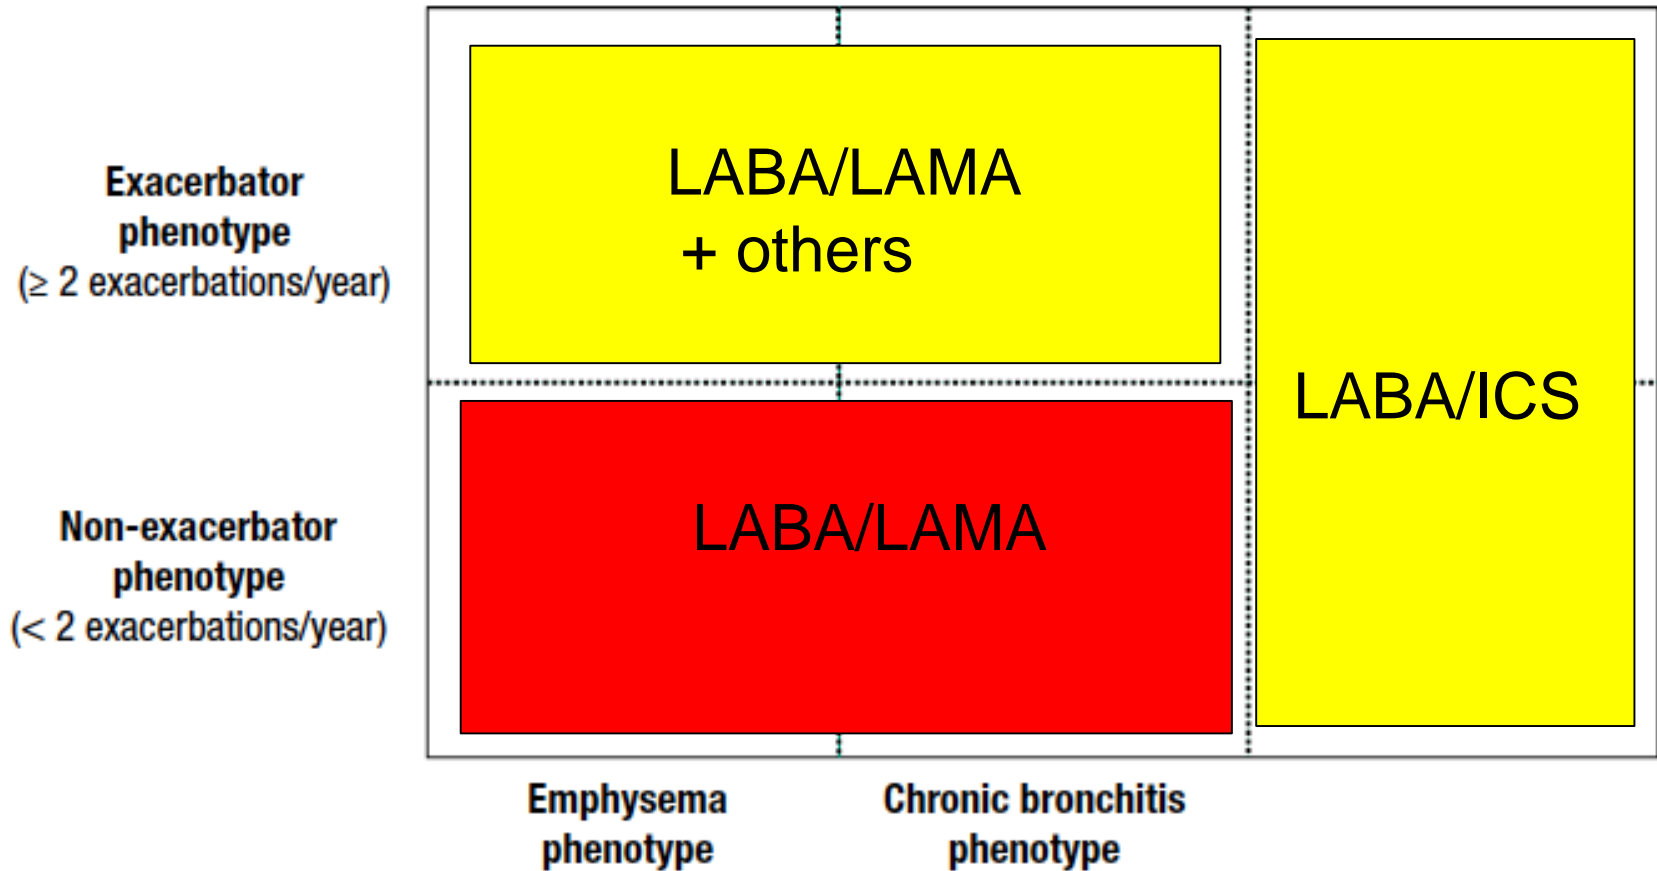 Exacerbator
phenotype
(≥ 2 exacerbations/year)
LABA/LAMA
+ others
LABA/ICS
Non-exacerbator
phenotype
(< 2 exacerbations/year)
LABA/LAMA
Emphysema
phenotype
Chronic bronchitis
phenotype